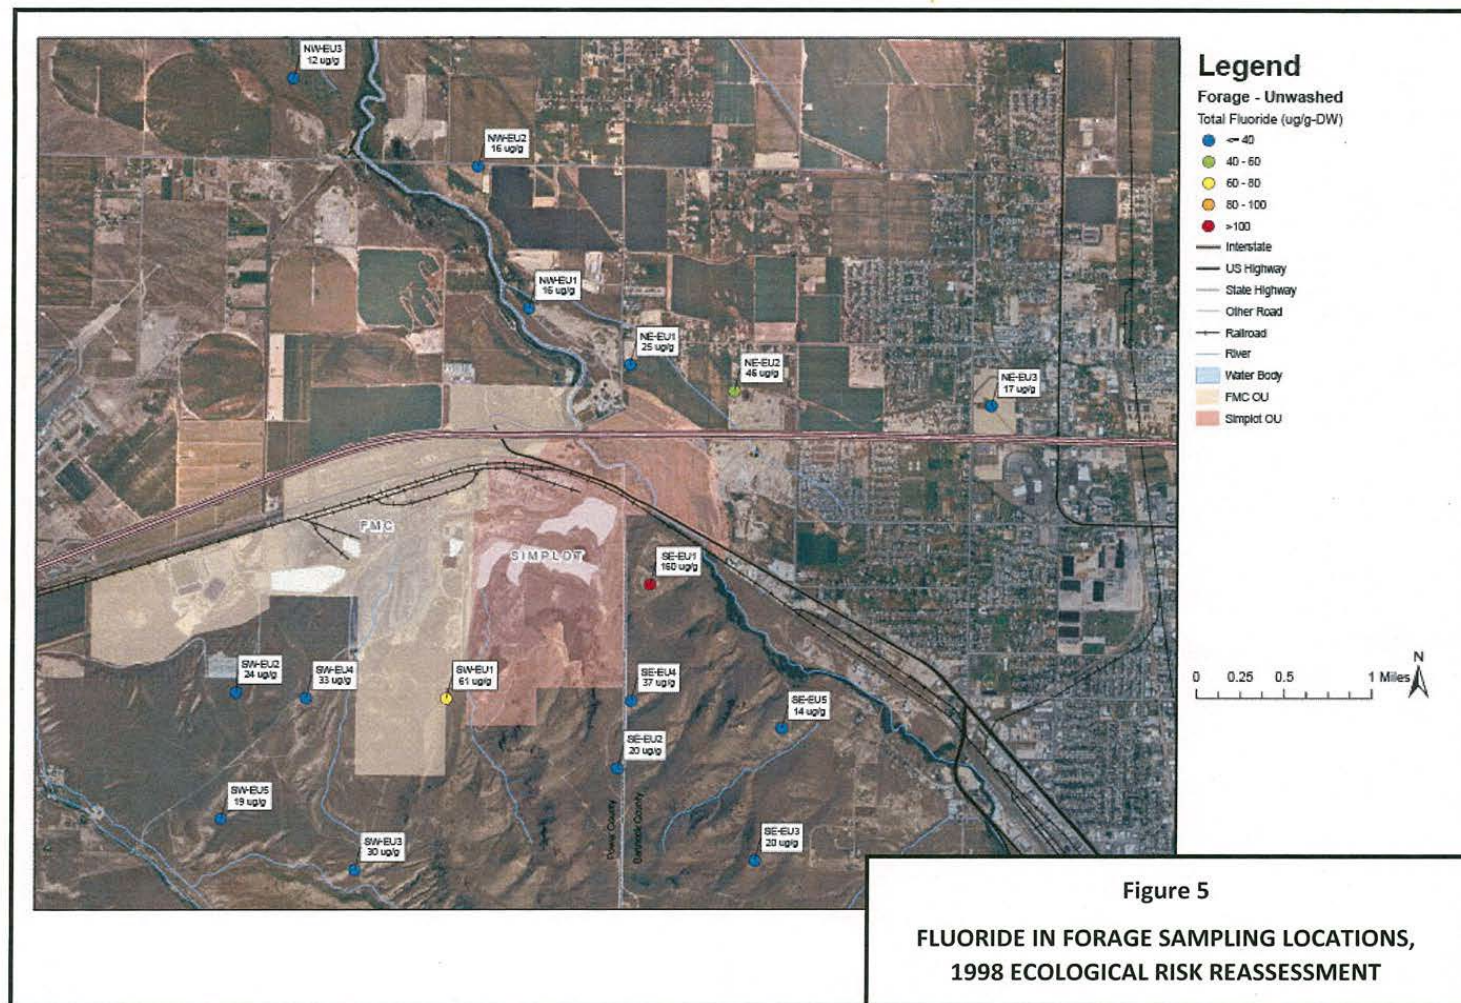 NW-EU3
12 ug/g
NW-EU2
16 ug/g
NW-EU1
16 ug/g
NE-EU1
25 ug/g
NE-EU2
46 ug/g
NE-EU3
17 ug/g
FMC
SIMPLOT
SE-EU1
160 ug/g
SW-EU2
24 ug/g
SW-EU4
33 ug/g
SW-EU1
61 ug/g
SE-EU4
37 ug/g
SE-EU5
14 ug/g
SE-EU2
20 ug/g
SW-EU5
19 ug/g
SW-EU3
30 ug/g
SE-EU3
20 ug/g
Power County
Bannock County
Legend
Forage - Unwashed
Total Fluoride (ug/g-DW)
<= 40
40 - 60
60 - 80
80 - 100
>100
Interstate
US Highway
State Highway
Other Road
Railroad
River
Water Body
FMC OU
Simplot OU
N
0 0.25 0.5 1 Miles
Figure 5
FLUORIDE IN FORAGE SAMPLING LOCATIONS,
1998 ECOLOGICAL RISK REASSESSMENT